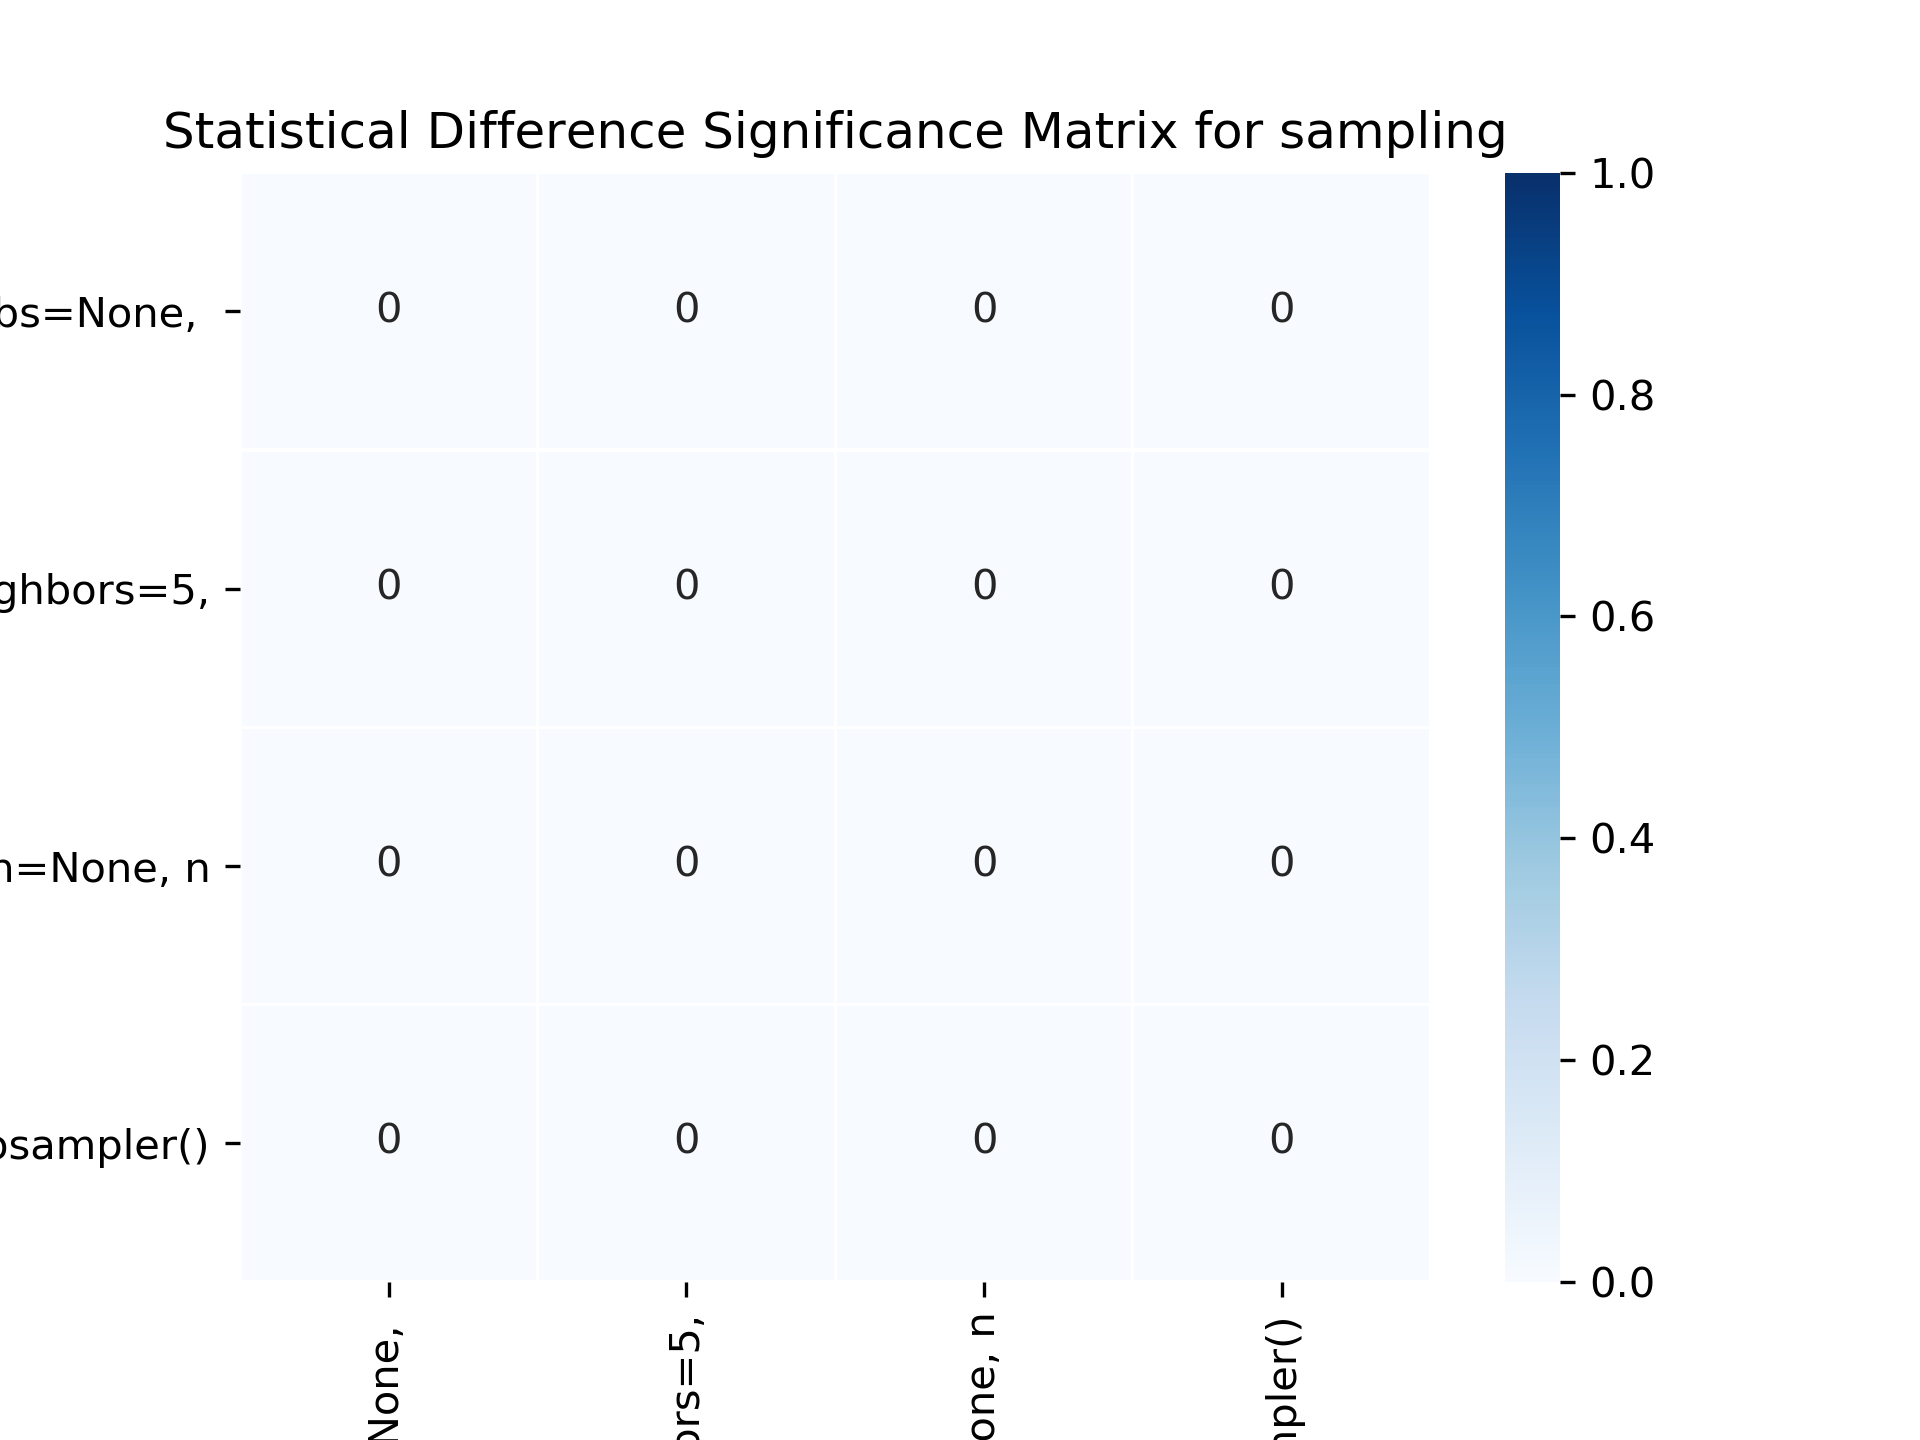 Statistical Difference Significance Matrix for sampling
1.0
0.8
0.6
0.4
0.2
0.0
bs=None, 0 0 0 0
ghbors=5, 0 0 0 0
n=None, n 0 0 0 0
osampler() 0 0 0 0
None,
ors=5,
one, n
mpler()